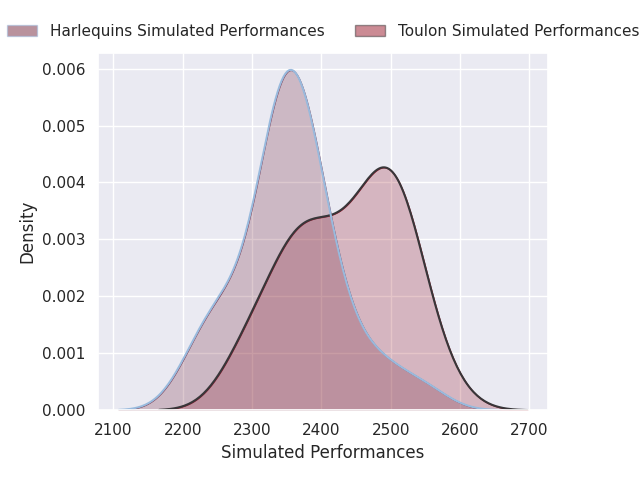 Harlequins Simulated Performances Toulon Simulated Performances
0.006
0.005
0.004
0.003
0.002
0.001
0.000
Density
2100 2200 2300 2400 2500 2600 2700
Simulated Performances